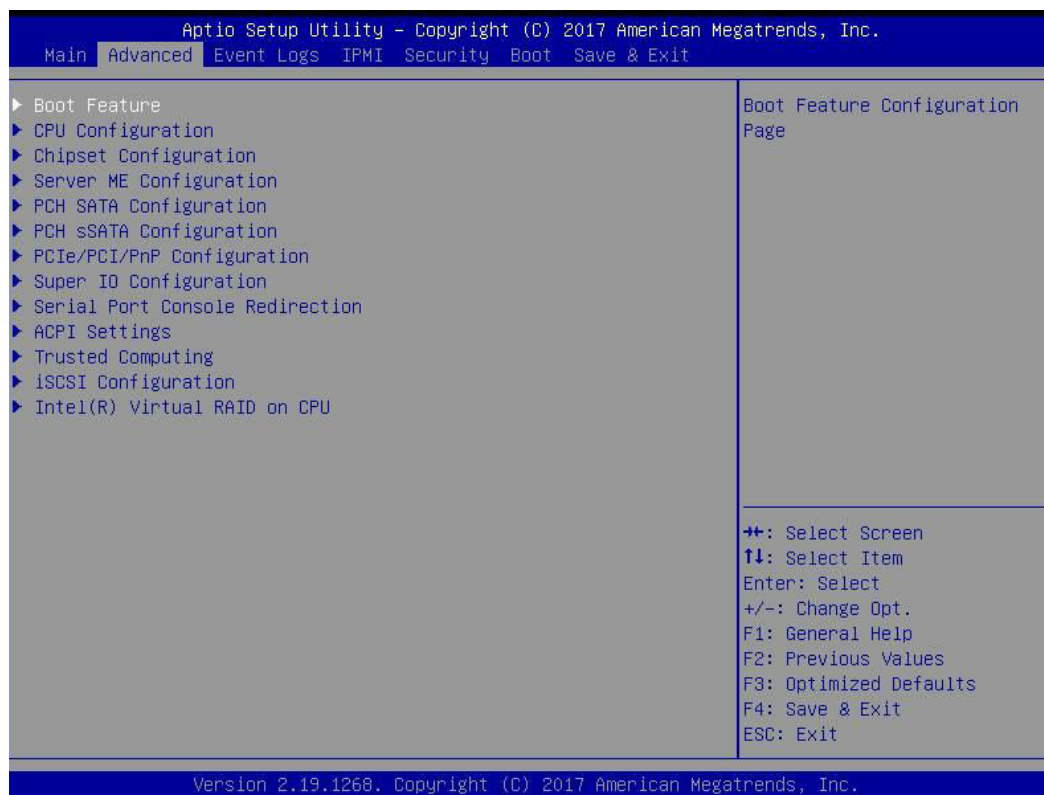 Aptio Setup Utility – Copyright (C) 2017 American Megatrends, Inc.
Main Advanced Event Logs IPMI Security Boot Save & Exit
▶ Boot Feature
▶ CPU Configuration
▶ Chipset Configuration
▶ Server ME Configuration
▶ PCH SATA Configuration
▶ PCH sSATA Configuration
▶ PCIe/PCI/PnP Configuration
▶ Super IO Configuration
▶ Serial Port Console Redirection
▶ ACPI Settings
▶ Trusted Computing
▶ iSCSI Configuration
▶ Intel(R) Virtual RAID on CPU
Boot Feature Configuration
Page
→←: Select Screen
↑↓: Select Item
Enter: Select
+/-: Change Opt.
F1: General Help
F2: Previous Values
F3: Optimized Defaults
F4: Save & Exit
ESC: Exit
Version 2.19.1268. Copyright (C) 2017 American Megatrends, Inc.